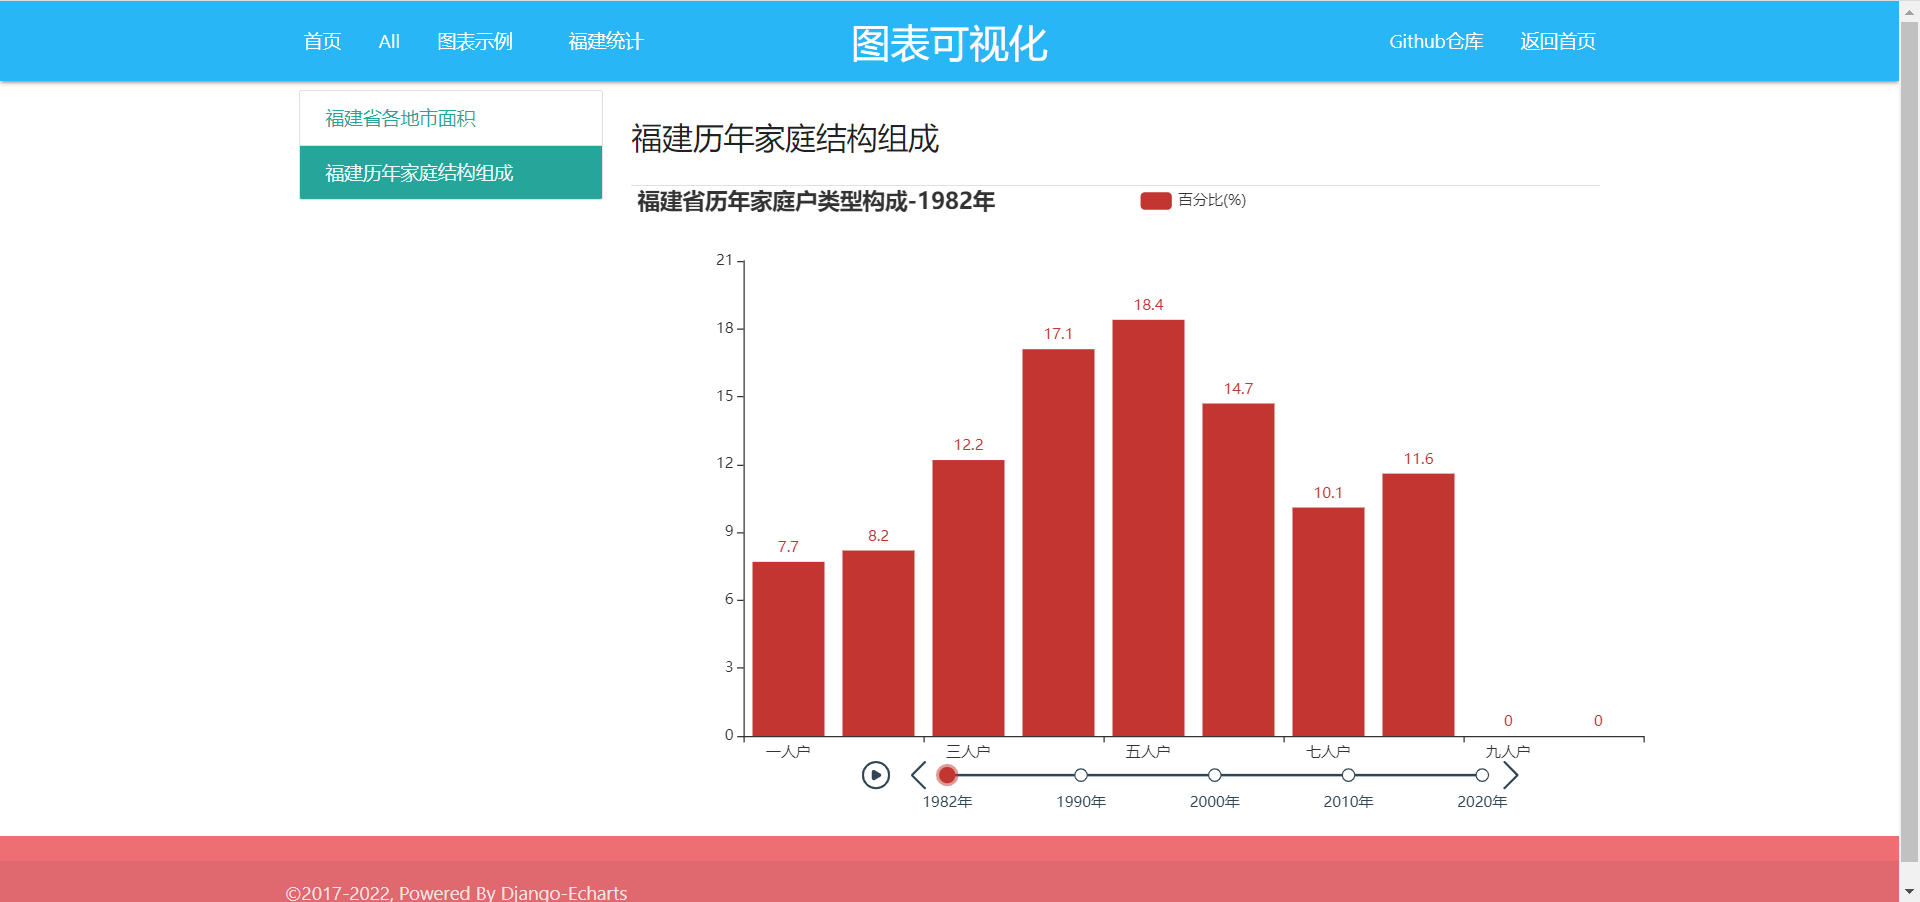 首页 All 图表示例 福建统计 图表可视化 Github仓库 返回首页
福建省各地市面积
福建历年家庭结构组成
福建历年家庭结构组成
福建省历年家庭户类型构成-1982年
百分比(%)
21
18
15
12
9
6
3
0
7.7
8.2
12.2
17.1
18.4
14.7
10.1
11.6
0
0
一人户 三人户 五人户 七人户 九人户
1982年 1990年 2000年 2010年 2020年
©2017-2022, Powered By Django-Echarts